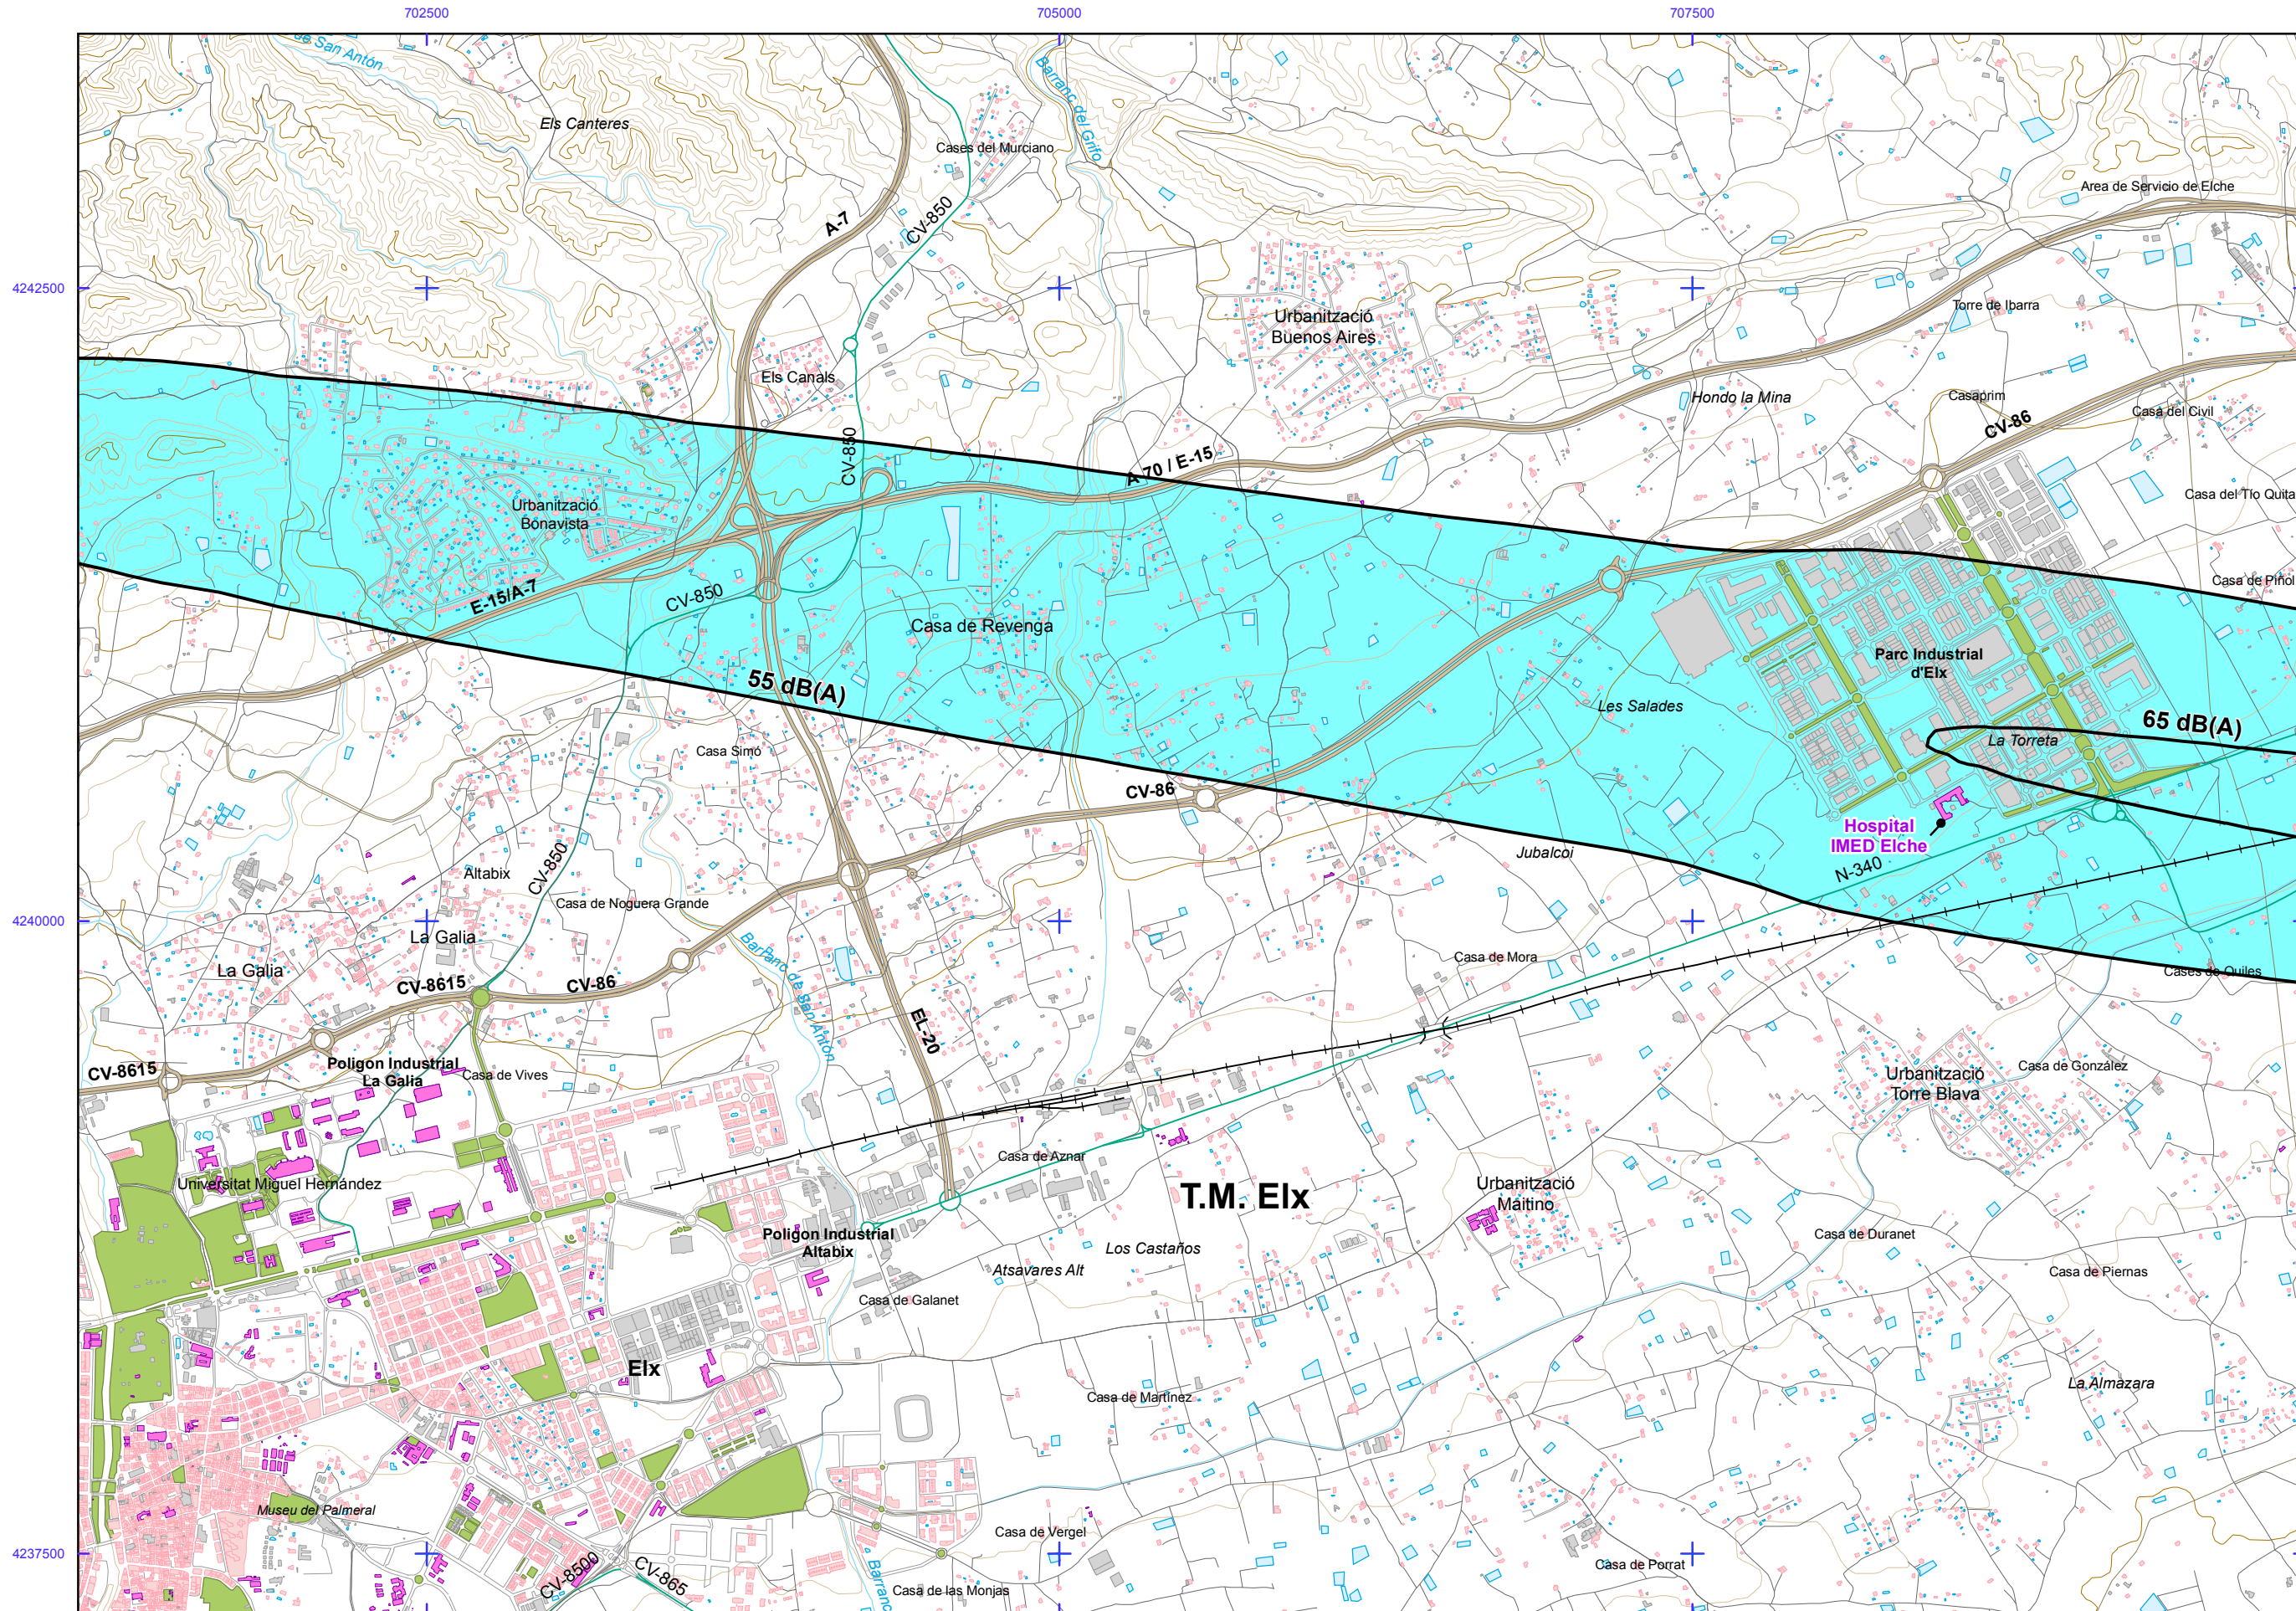 702500
705000
707500
de San Antón
Els Canteres
Barranc del Grifo
Cases del Murciano
A-7
CV-850
Area de Servicio de Elche
4242500
Urbanització
Buenos Aires
Torre de Ibarra
Els Canals
Hondo la Mina
Casaprim
Casa del Civil
CV-86
CV-850
A-70 / E-15
Urbanització
Bonavista
Casa del Tío Quita
E-15/A-7
CV-850
Casa de Revenga
Casa de Piñol
Parc Industrial
d'Elx
55 dB(A)
Les Salades
65 dB(A)
La Torreta
Casa Simó
CV-86
Hospital
IMED Elche
Jubalcoi
N-340
Altabix
CV-850
Casa de Noguera Grande
4240000
La Galia
La Galia
Barranc de San Antón
Casa de Mora
Cases de Quiles
CV-8615
CV-86
EL-20
CV-8615
Poligon Industrial
La Galia
Casa de Vives
Urbanització
Torre Blava
Casa de González
Universitat Miguel Hernández
Casa de Aznar
T.M. Elx
Urbanització
Maitino
Poligon Industrial
Altabix
Los Castaños
Casa de Duranet
Atsavares Alt
Casa de Piernas
Casa de Galanet
Elx
Casa de Martínez
La Almazara
Museu del Palmeral
Casa de Vergel
4237500
CV-8500
CV-865
Barranc
Casa de las Monjas
Casa de Porrat